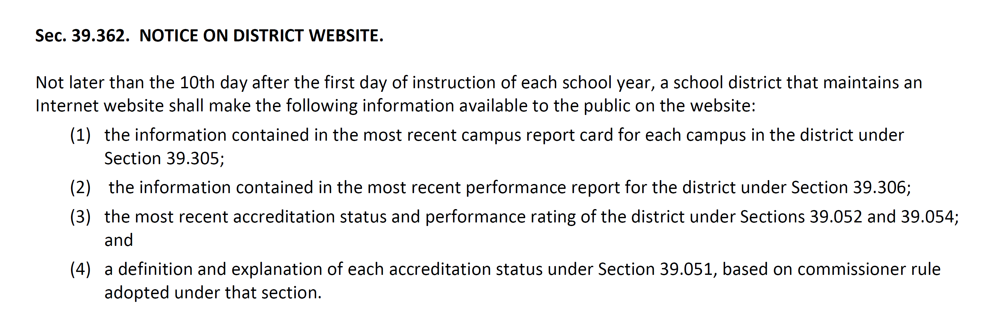 Sec. 39.362. NOTICE ON DISTRICT WEBSITE.
Not later than the 10th day after the first day of instruction of each school year, a school district that maintains an
Internet website shall make the following information available to the public on the website:
(1) the information contained in the most recent campus report card for each campus in the district under
Section 39.305;
(2) the information contained in the most recent performance report for the district under Section 39.306;
(3) the most recent accreditation status and performance rating of the district under Sections 39.052 and 39.054;
and
(4) a definition and explanation of each accreditation status under Section 39.051, based on commissioner rule
adopted under that section.